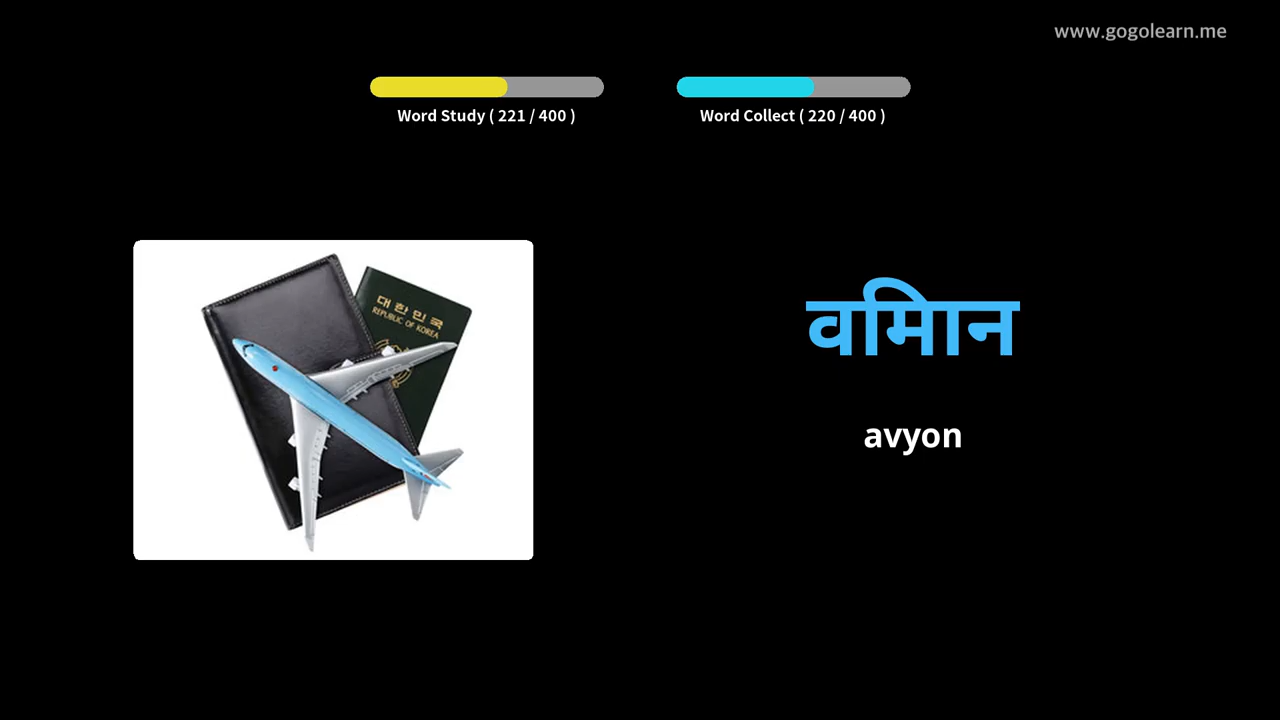 www.gogolearn.me
Word Study ( 221 / 400 )
Word Collect ( 220 / 400 )
대한민국
REPUBLIC OF KOREA
वमिान
avyon